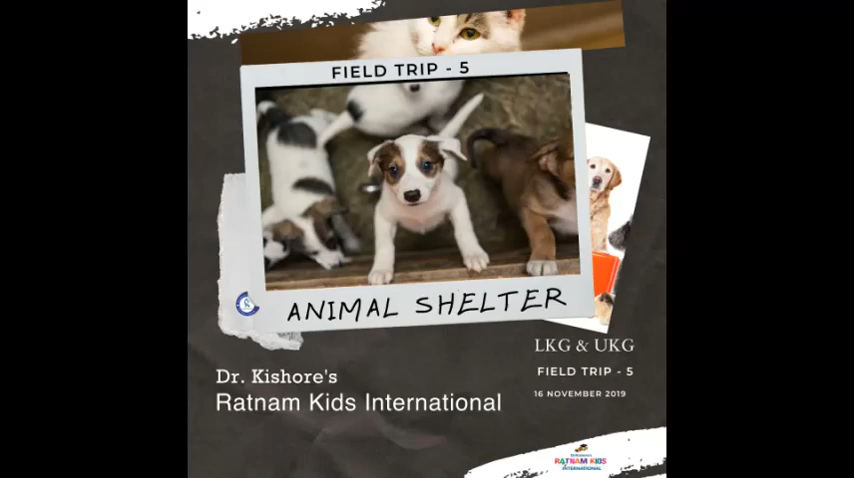 FIELD TRIP - 5
ANIMAL SHELTER
LKG & UKG
FIELD TRIP - 5
16 NOVEMBER 2019
Dr. Kishore's
Ratnam Kids International
RATNAM KIDS
INTERNATIONAL